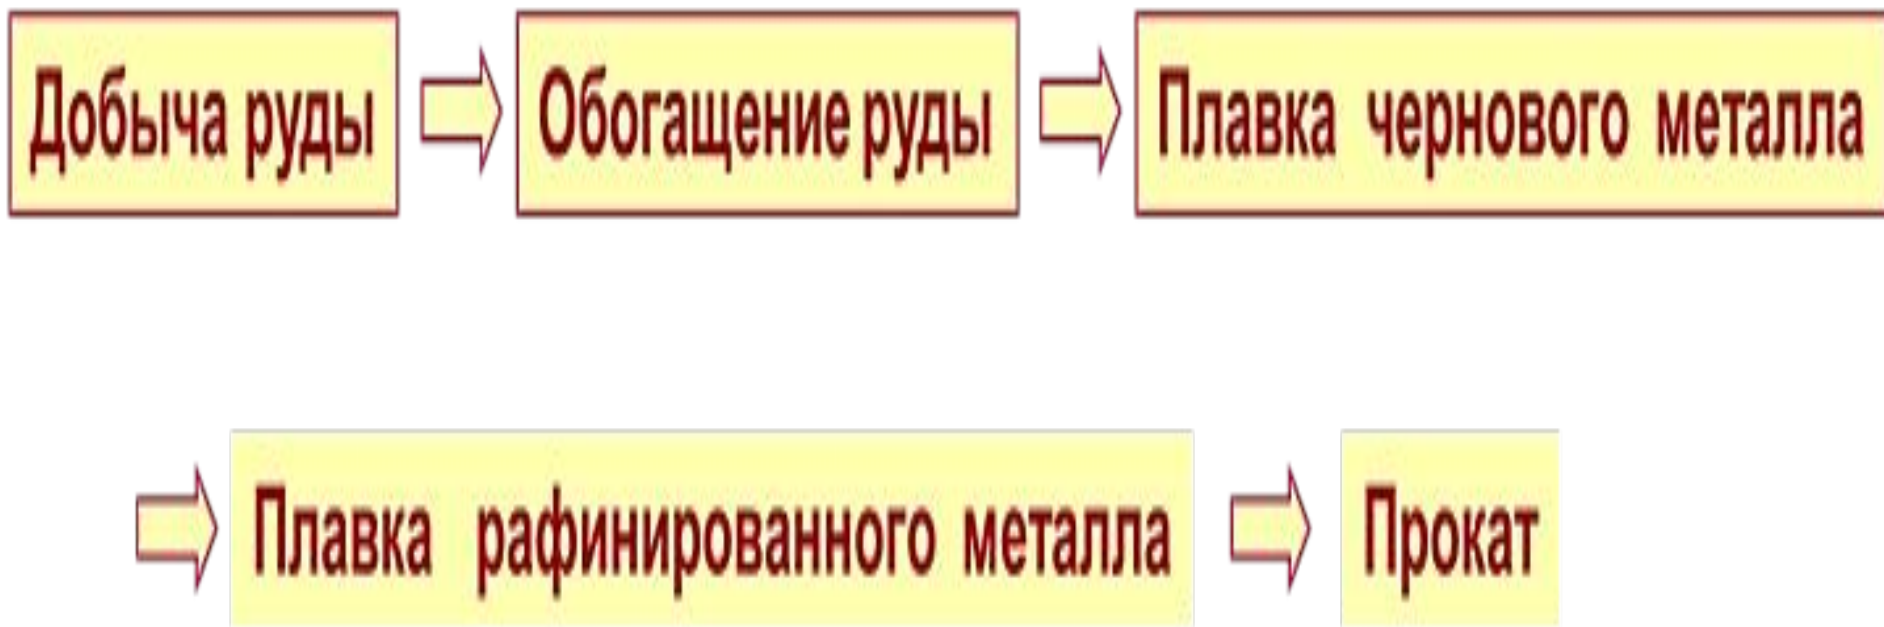 Добыча руды
Обогащение руды
Плавка чернового металла
Плавка рафинированного металла
Прокат